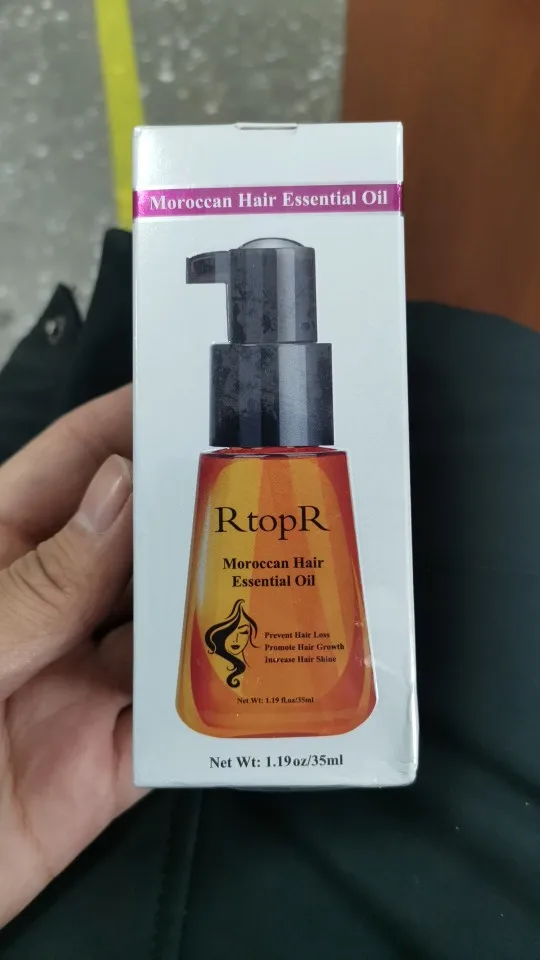 Moroccan Hair Essential Oil
RtopR
Moroccan Hair
Essential Oil
Prevent Hair Loss
Promote Hair Growth
Increase Hair Shine
Net Wt: 1.19 fl.oz/35ml
Net Wt: 1.19oz/35ml